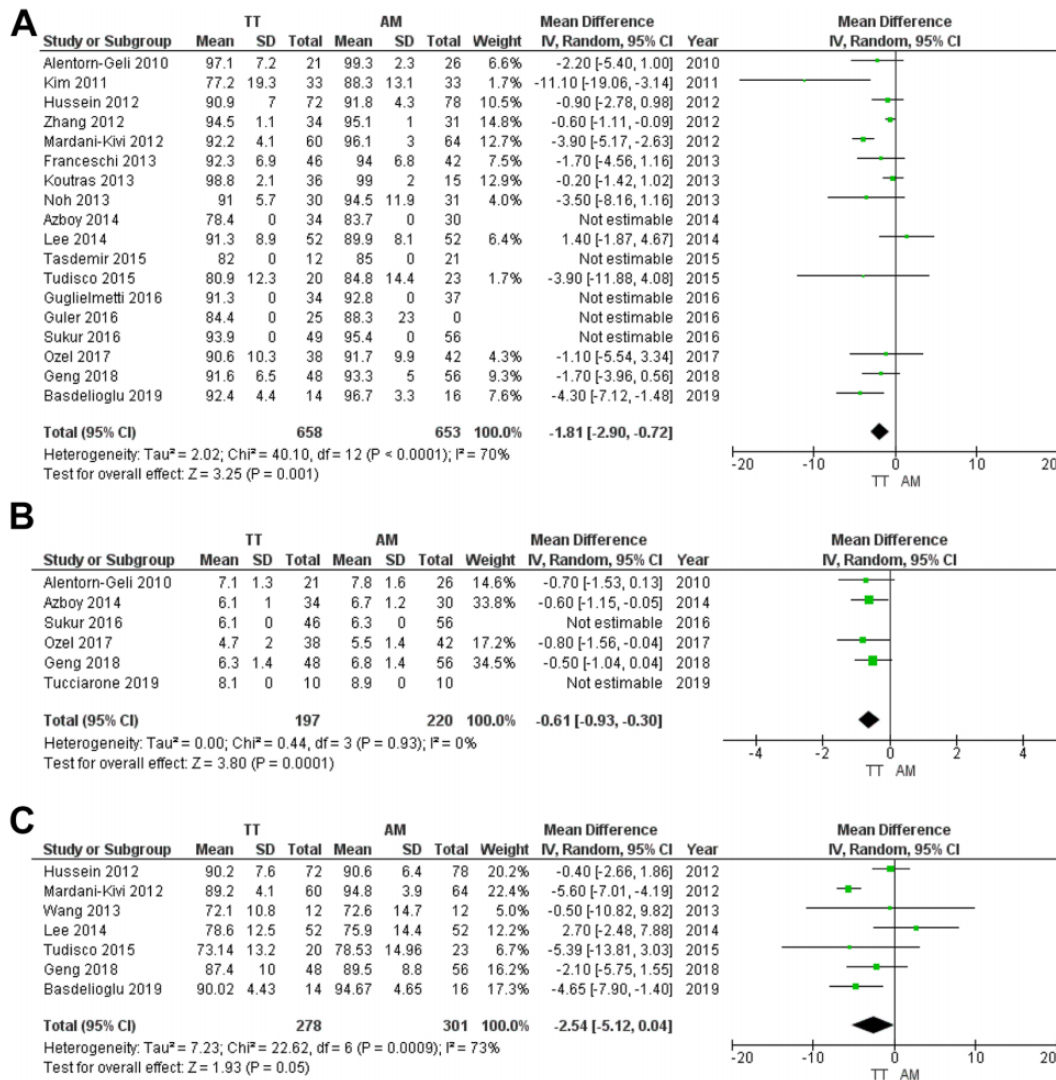 A
TT AM Mean Difference Mean Difference
Study or Subgroup Mean SD Total Mean SD Total Weight IV, Random, 95% CI Year IV, Random, 95% CI
Alentorn-Geli 2010 97.1 7.2 21 99.3 2.3 26 6.6% -2.20 [-5.40, 1.00] 2010
Kim 2011 77.2 19.3 33 88.3 13.1 33 1.7% -11.10 [-19.06, -3.14] 2011
Hussein 2012 90.9 7 72 91.8 4.3 78 10.5% -0.90 [-2.78, 0.98] 2012
Zhang 2012 94.5 1.1 34 95.1 1 31 14.8% -0.60 [-1.11, -0.09] 2012
Mardani-Kivi 2012 92.2 4.1 60 96.1 3 64 12.7% -3.90 [-5.17, -2.63] 2012
Franceschi 2013 92.3 6.9 46 94 6.8 42 7.5% -1.70 [-4.56, 1.16] 2013
Koutras 2013 98.8 2.1 36 99 2 15 12.9% -0.20 [-1.42, 1.02] 2013
Noh 2013 91 5.7 30 94.5 11.9 31 4.0% -3.50 [-8.16, 1.16] 2013
Azboy 2014 78.4 0 34 83.7 0 30 Not estimable 2014
Lee 2014 91.3 8.9 52 89.9 8.1 52 6.4% 1.40 [-1.87, 4.67] 2014
Tasdemir 2015 82 0 12 85 0 21 Not estimable 2015
Tudisco 2015 80.9 12.3 20 84.8 14.4 23 1.7% -3.90 [-11.88, 4.08] 2015
Guglielmetti 2016 91.3 0 34 92.8 0 37 Not estimable 2016
Guler 2016 84.4 0 25 88.3 23 0 Not estimable 2016
Sukur 2016 93.9 0 49 95.4 0 56 Not estimable 2016
Ozel 2017 90.6 10.3 38 91.7 9.9 42 4.3% -1.10 [-5.54, 3.34] 2017
Geng 2018 91.6 6.5 48 93.3 5 56 9.3% -1.70 [-3.96, 0.56] 2018
Basdelioglu 2019 92.4 4.4 14 96.7 3.3 16 7.6% -4.30 [-7.12, -1.48] 2019
Total (95% CI) 658 653 100.0% -1.81 [-2.90, -0.72]
Heterogeneity: Tau² = 2.02; Chi² = 40.10, df = 12 (P < 0.0001); I² = 70%
Test for overall effect: Z = 3.25 (P = 0.001)
-20 -10 0 10 20
TT AM
B
TT AM Mean Difference Mean Difference
Study or Subgroup Mean SD Total Mean SD Total Weight IV, Random, 95% CI Year IV, Random, 95% CI
Alentorn-Geli 2010 7.1 1.3 21 7.8 1.6 26 14.6% -0.70 [-1.53, 0.13] 2010
Azboy 2014 6.1 1 34 6.7 1.2 30 33.8% -0.60 [-1.15, -0.05] 2014
Sukur 2016 6.1 0 46 6.3 0 56 Not estimable 2016
Ozel 2017 4.7 2 38 5.5 1.4 42 17.2% -0.80 [-1.56, -0.04] 2017
Geng 2018 6.3 1.4 48 6.8 1.4 56 34.5% -0.50 [-1.04, 0.04] 2018
Tucciarone 2019 8.1 0 10 8.9 0 10 Not estimable 2019
Total (95% CI) 197 220 100.0% -0.61 [-0.93, -0.30]
Heterogeneity: Tau² = 0.00; Chi² = 0.44, df = 3 (P = 0.93); I² = 0%
Test for overall effect: Z = 3.80 (P = 0.0001)
-4 -2 0 2 4
TT AM
C
TT AM Mean Difference Mean Difference
Study or Subgroup Mean SD Total Mean SD Total Weight IV, Random, 95% CI Year IV, Random, 95% CI
Hussein 2012 90.2 7.6 72 90.6 6.4 78 20.2% -0.40 [-2.66, 1.86] 2012
Mardani-Kivi 2012 89.2 4.1 60 94.8 3.9 64 22.4% -5.60 [-7.01, -4.19] 2012
Wang 2013 72.1 10.8 12 72.6 14.7 12 5.0% -0.50 [-10.82, 9.82] 2013
Lee 2014 78.6 12.5 52 75.9 14.4 52 12.1% 2.70 [-2.48, 7.88] 2014
Tudisco 2015 73.14 13.2 20 78.53 14.96 23 6.7% -5.39 [-13.81, 3.03] 2015
Geng 2018 87.4 10 48 89.5 8.8 56 16.2% -2.10 [-5.75, 1.55] 2018
Basdelioglu 2019 90.02 4.43 14 94.67 4.65 16 17.3% -4.65 [-7.90, -1.40] 2019
Total (95% CI) 278 301 100.0% -2.54 [-5.12, 0.04]
Heterogeneity: Tau² = 7.23; Chi² = 22.62, df = 6 (P = 0.0009); I² = 73%
Test for overall effect: Z = 1.93 (P = 0.05)
-20 -10 0 10 20
TT AM